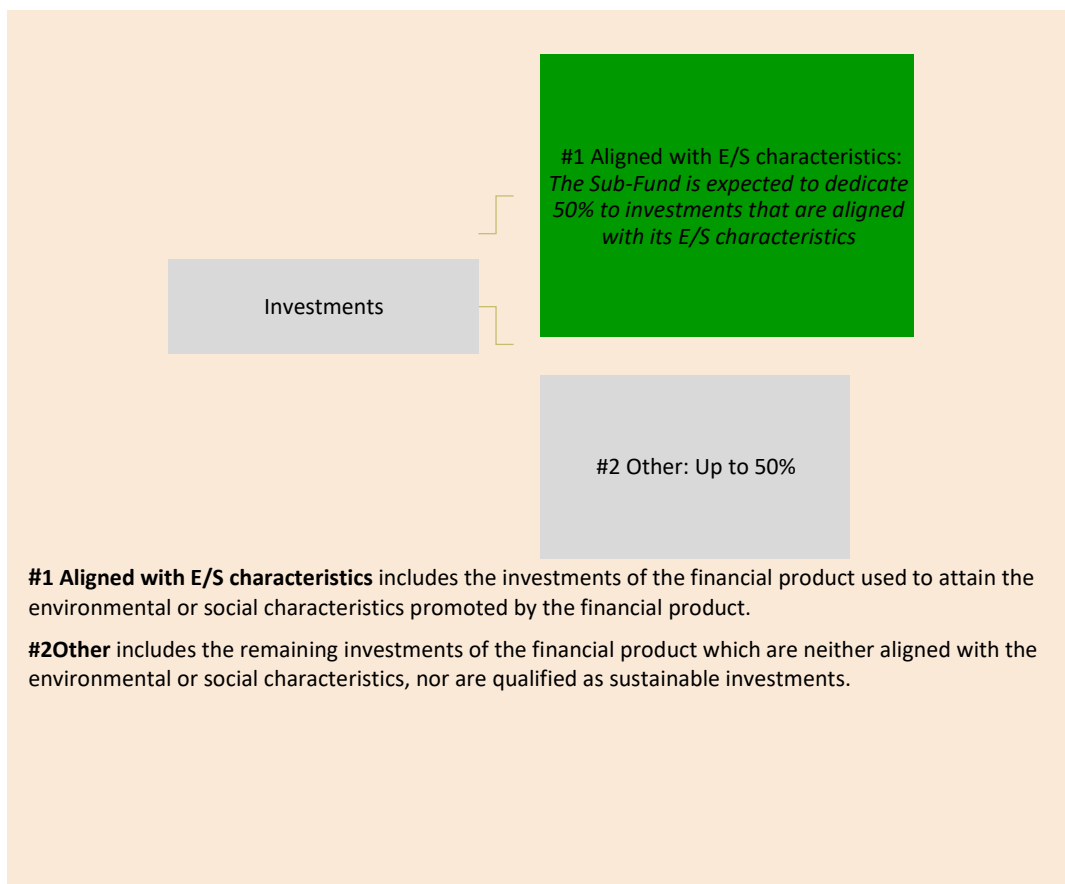 #1 Aligned with E/S characteristics:
The Sub-Fund is expected to dedicate
50% to investments that are aligned
with its E/S characteristics
Investments
#2 Other: Up to 50%
#1 Aligned with E/S characteristics includes the investments of the financial product used to attain the
environmental or social characteristics promoted by the financial product.
#2Other includes the remaining investments of the financial product which are neither aligned with the
environmental or social characteristics, nor are qualified as sustainable investments.